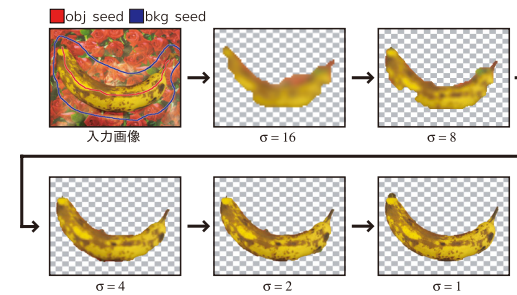 obj seed bkg seed
入力画像
σ = 16
σ = 8
σ = 4
σ = 2
σ = 1